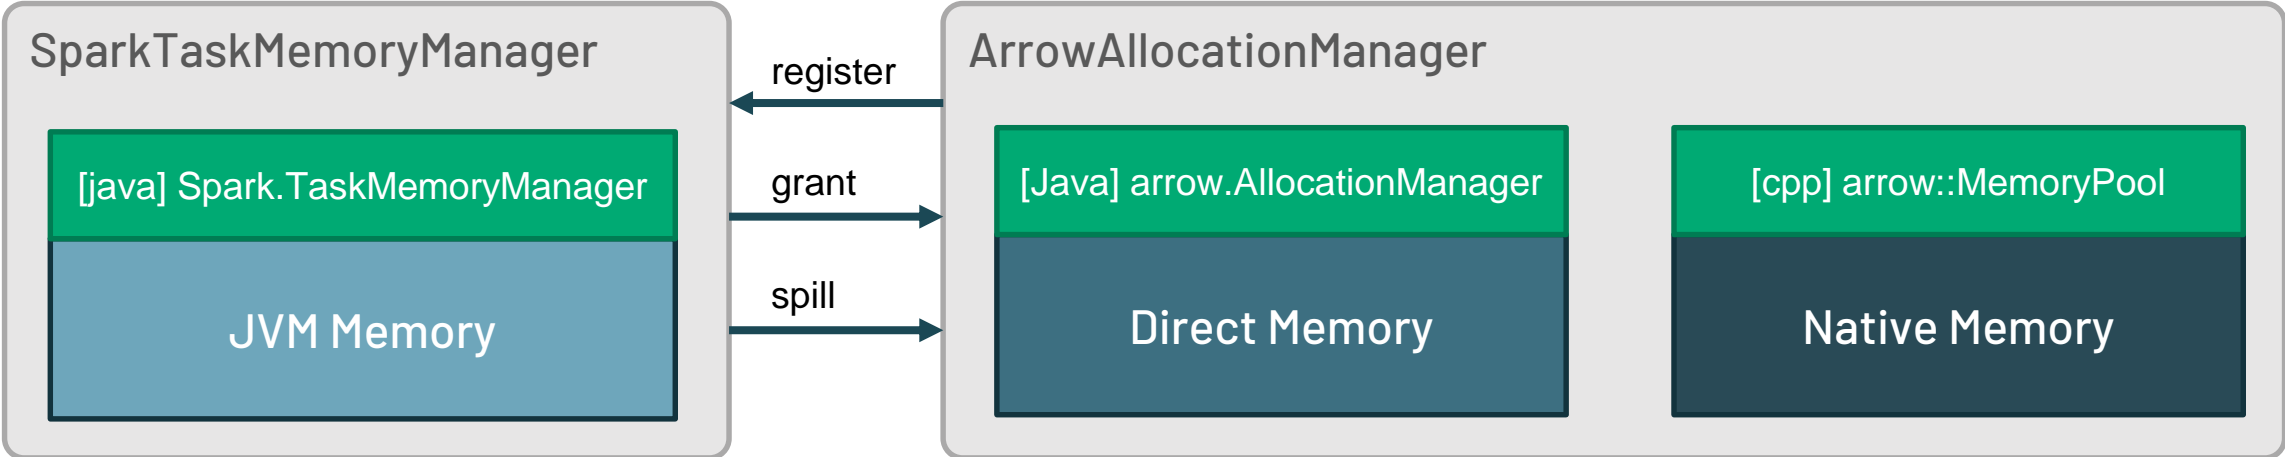 SparkTaskMemoryManager
[java] Spark.TaskMemoryManager
JVM Memory
register
grant
spill
ArrowAllocationManager
[Java] arrow.AllocationManager
Direct Memory
[cpp] arrow::MemoryPool
Native Memory